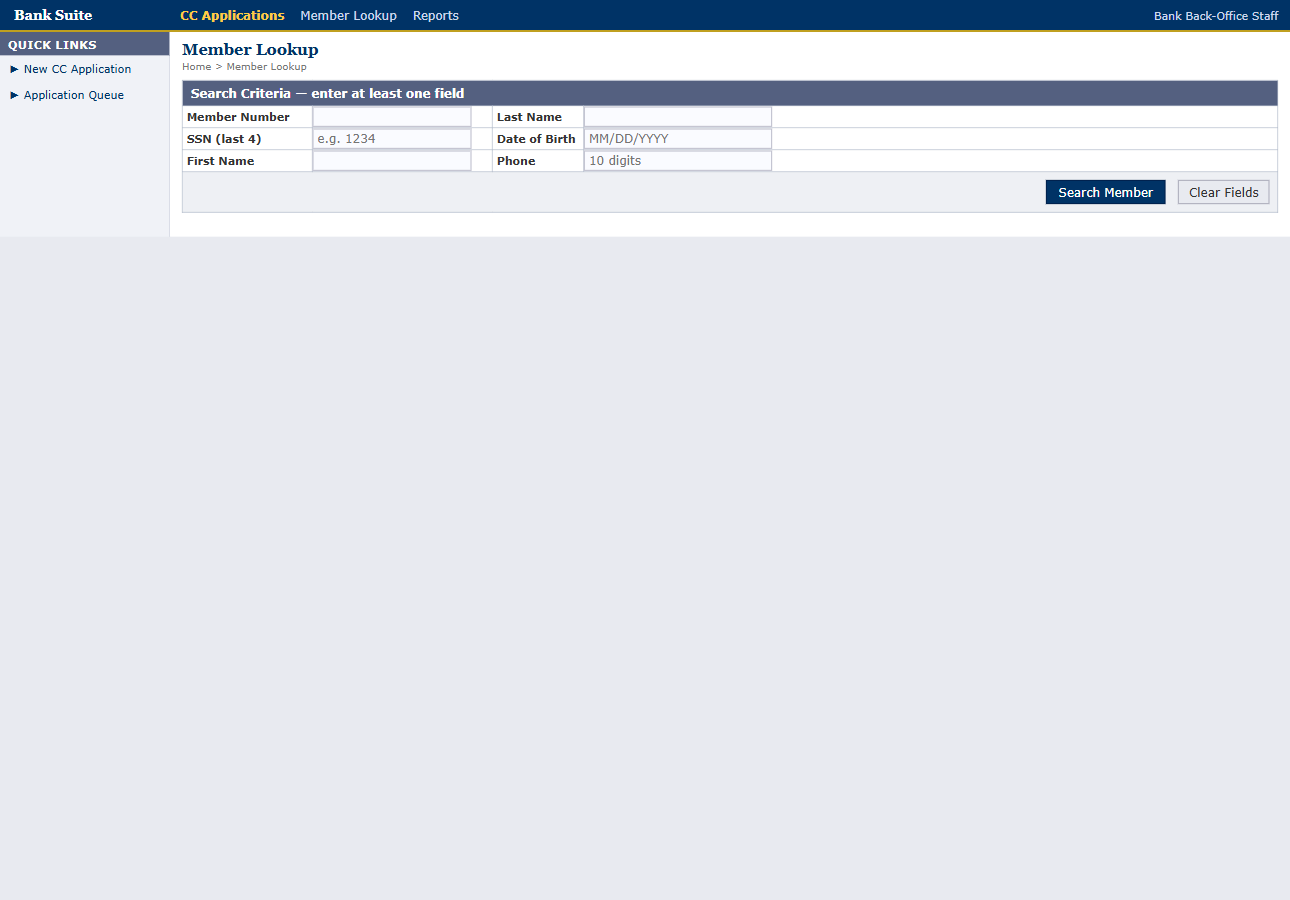 Bank Suite CC Applications Member Lookup Reports Bank Back-Office Staff
QUICK LINKS
▶ New CC Application
▶ Application Queue
Member Lookup
Home > Member Lookup
Search Criteria — enter at least one field
Member Number Last Name
SSN (last 4) e.g. 1234 Date of Birth MM/DD/YYYY
First Name Phone 10 digits
Search Member Clear Fields